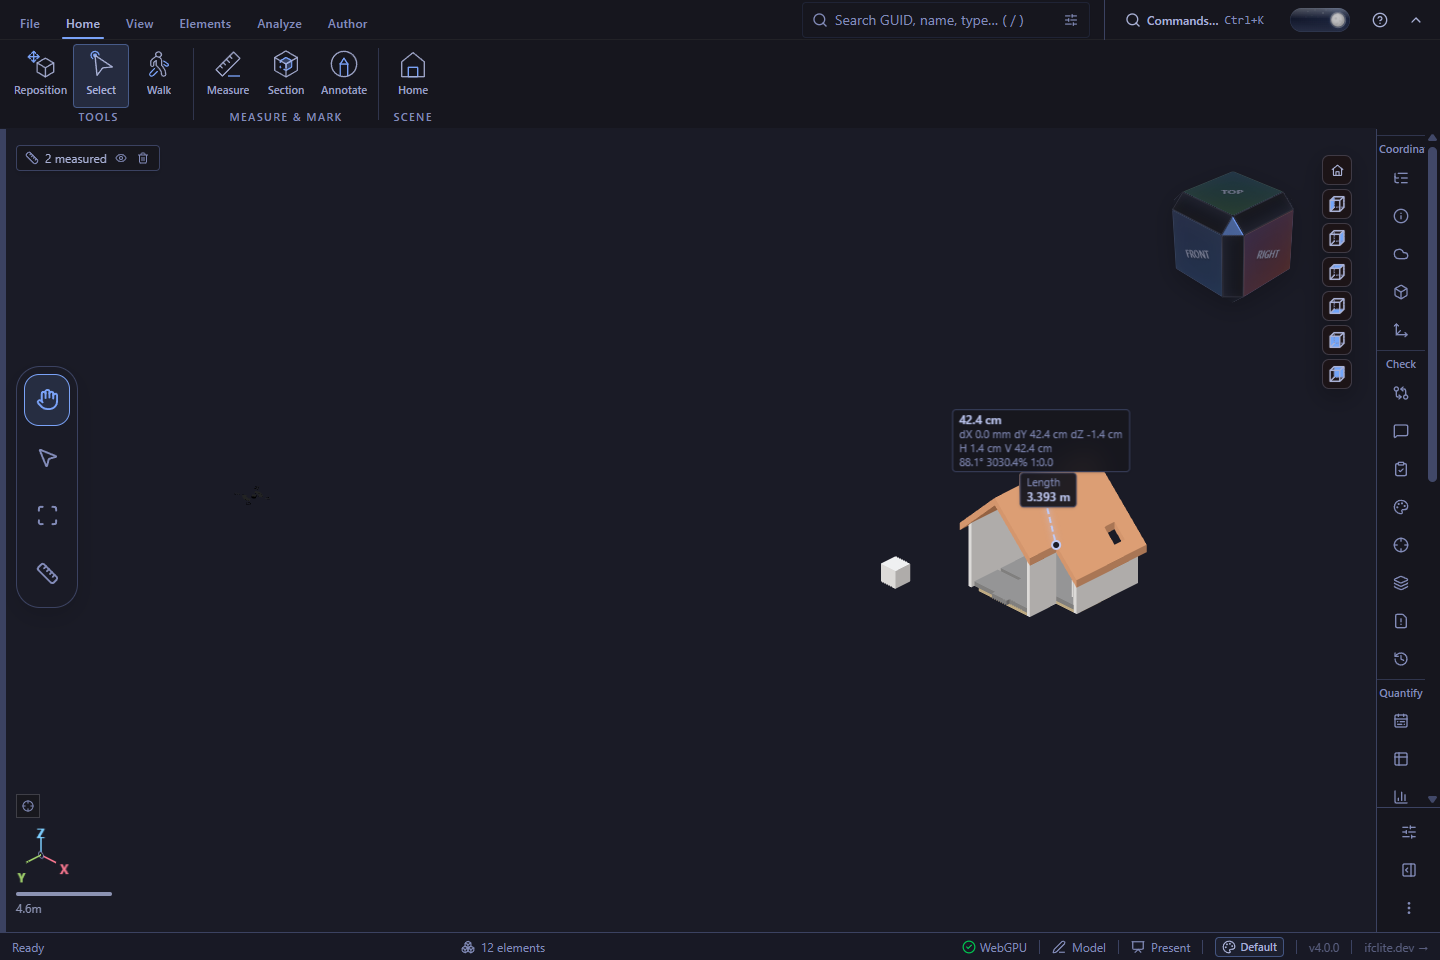 File Home View Elements Analyze Author
Search GUID, name, type... ( / )
Commands... Ctrl+K
Reposition Select Walk
Measure Section Annotate
Home
TOOLS
MEASURE & MARK
SCENE
2 measured
Coordina
TOP
FRONT
RIGHT
Check
42.4 cm
dX 0.0 mm dY 42.4 cm dZ -1.4 cm
H 1.4 cm V 42.4 cm
88.1° 3030.4% 1:0.0
Length
3.393 m
Quantify
Z
X
Y
4.6m
Ready
12 elements
WebGPU
Model
Present
Default
v4.0.0
ifclite.dev →